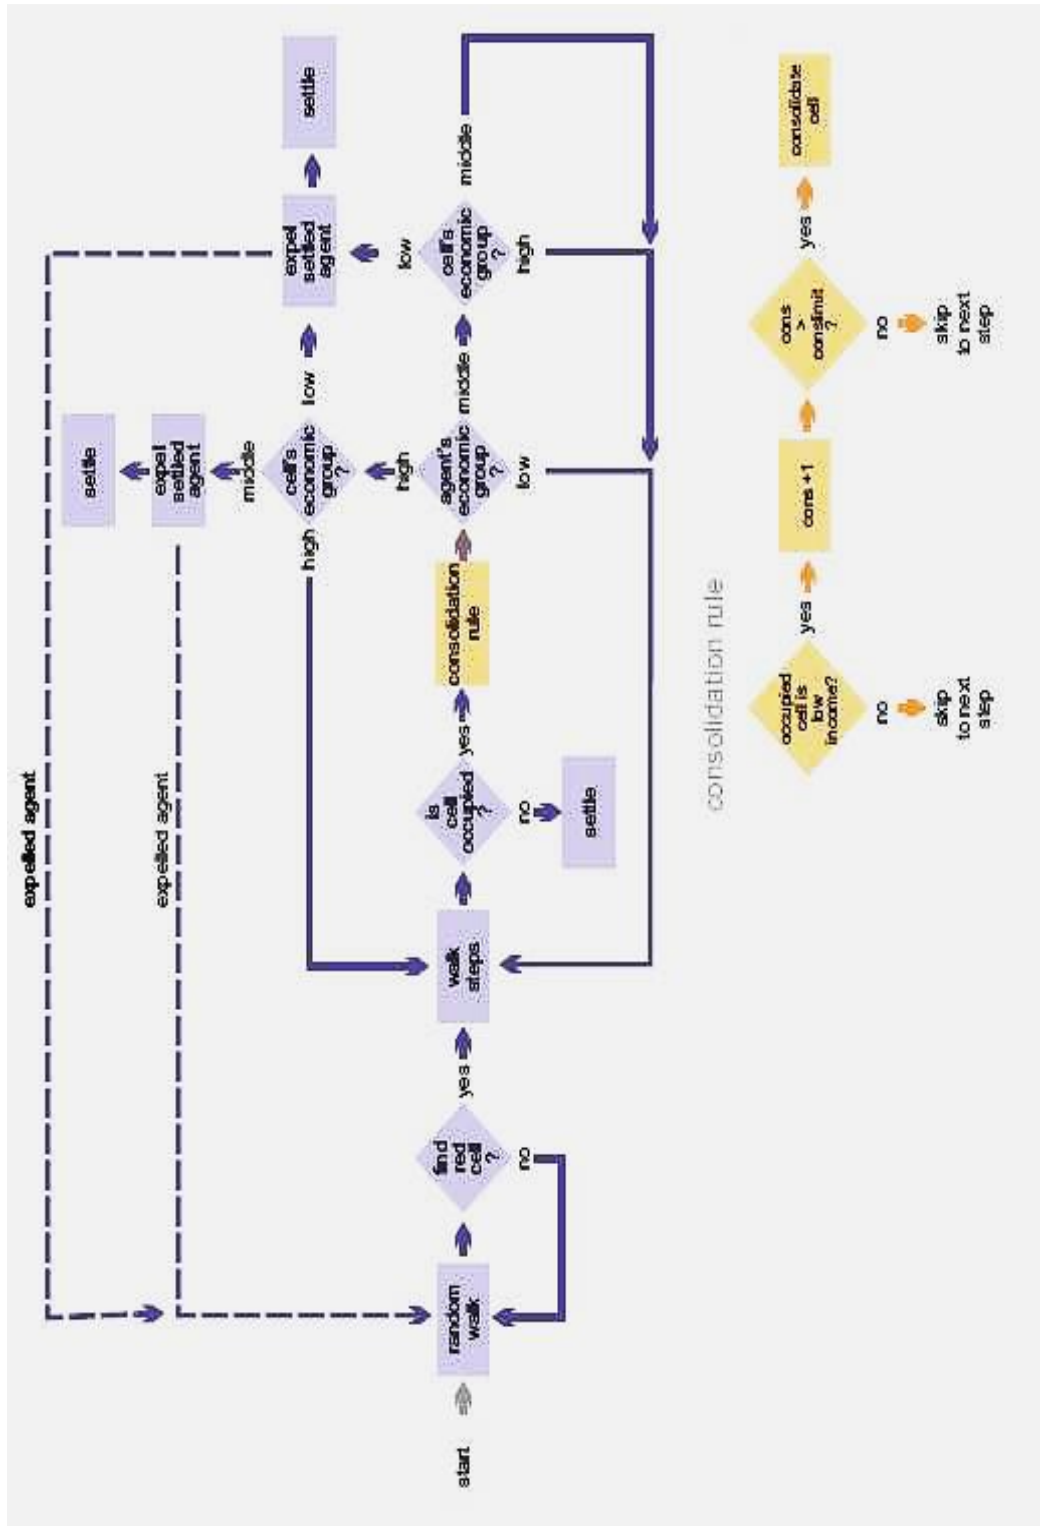 start
random
walk
find
red
cell
?
no
yes
walk
steps
is
cell
occupied
?
no
settle
yes
consolidation
rule
agent's
economic
group
?
low
high
middle
cell's
economic
group
?
high
middle
low
expel
settled
agent
settle
cell's
economic
group
?
high
low
middle
expel
settled
agent
settle
expelled agent
expelled agent
consolidation rule
occupied
cell is
low
income?
no
skip
to next
step
yes
cons +1
cons
>
conslimit
?
no
skip
to next
step
yes
consolidate
cell